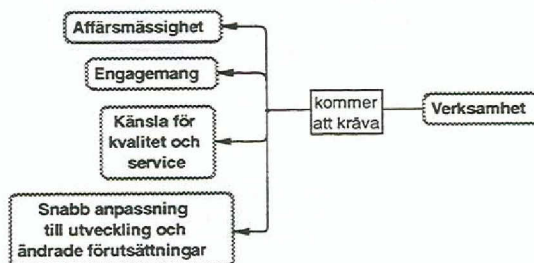 Affärsmässighet
Engagemang
Känsla för
kvalitet och
service
Snabb anpassning
till utveckling och
ändrade förutsättningar
kommer
att kräva
Verksamhet